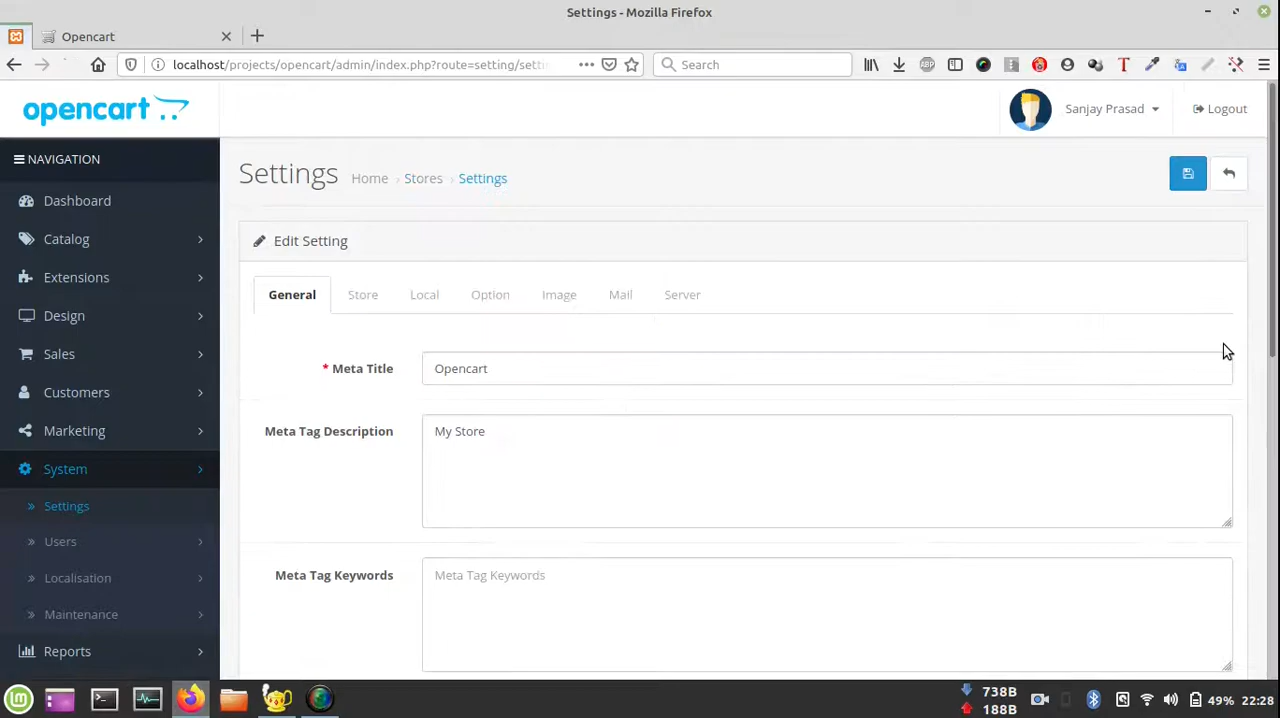 Settings - Mozilla Firefox
Opencart
localhost/projects/opencart/admin/index.php?route=setting/setti
Search
opencart
Sanjay Prasad
Logout
NAVIGATION
Dashboard
Catalog
Extensions
Design
Sales
Customers
Marketing
System
Settings
Users
Localisation
Maintenance
Reports
Settings Home › Stores › Settings
Edit Setting
General Store Local Option Image Mail Server
* Meta Title Opencart
Meta Tag Description My Store
Meta Tag Keywords Meta Tag Keywords
738B
188B
49% 22:28